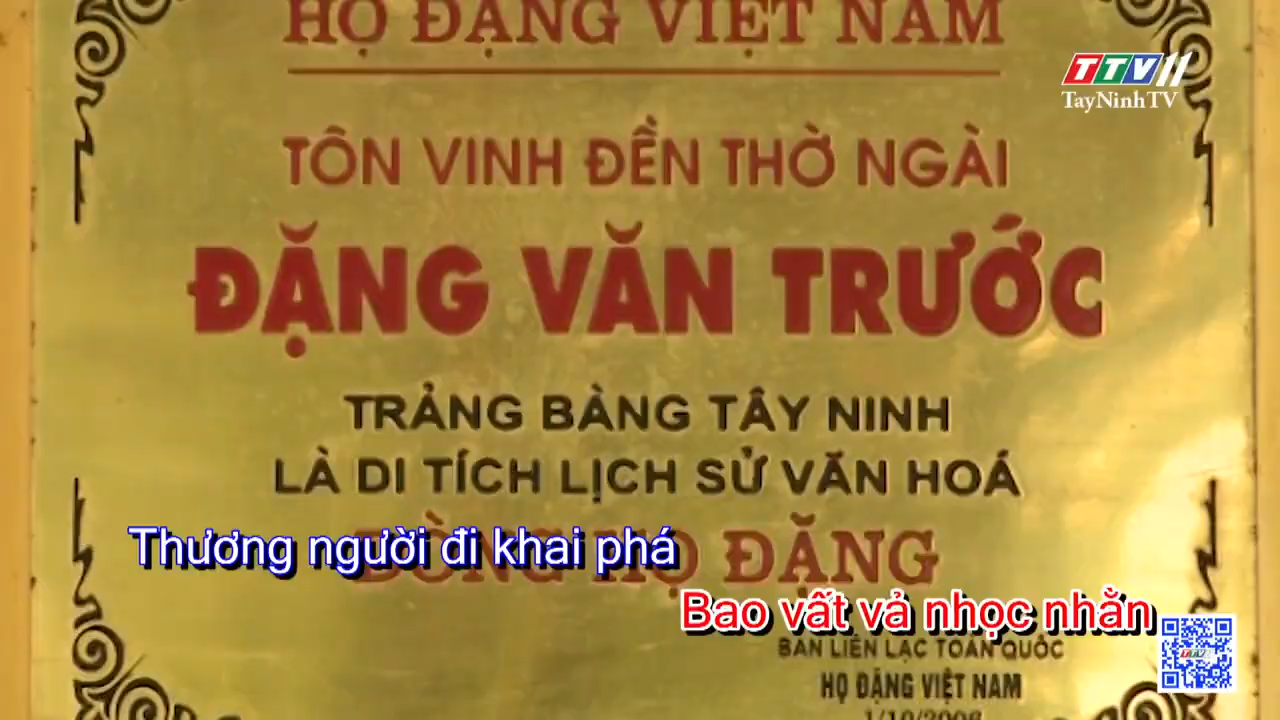 HỌ ĐẶNG VIỆT NAM
TTV11
TayNinhTV
TÔN VINH ĐỀN THỜ NGÀI
ĐẶNG VĂN TRƯỚC
TRẢNG BÀNG TÂY NINH
LÀ DI TÍCH LỊCH SỬ VĂN HOÁ
Thương người đi khai phá
DÒNG HỌ ĐẶNG
Bao vất vả nhọc nhằn
BAN LIÊN LẠC TOÀN QUỐC
HỌ ĐẶNG VIỆT NAM
TTV11